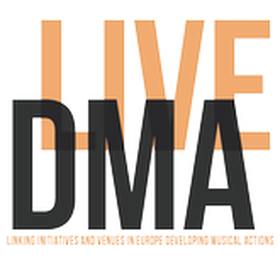 LIVE
DMA
LINKING INITIATIVES AND VENUES IN EUROPE DEVELOPING MUSICAL ACTIONS